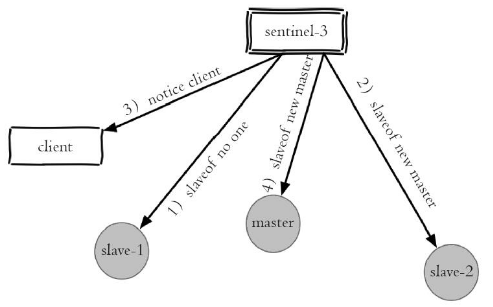 sentinel-3
3) notice client
1) slaveof no one
4) slaveof new master
2) slaveof new master
client
slave-1
master
slave-2